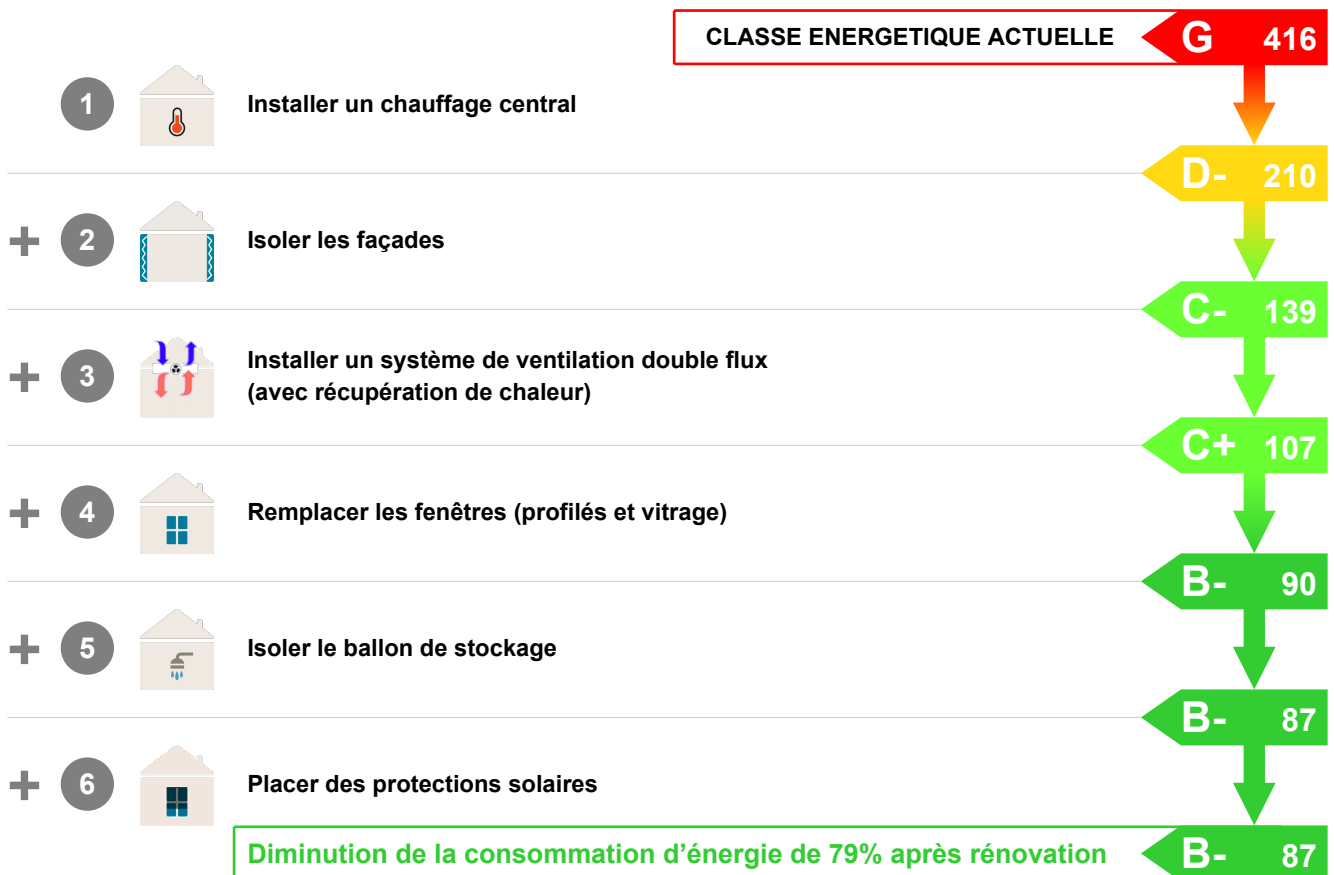 CLASSE ENERGETIQUE ACTUELLE G 416
1 Installer un chauffage central
D- 210
+ 2 Isoler les façades
C- 139
+ 3 Installer un système de ventilation double flux
(avec récupération de chaleur)
C+ 107
+ 4 Remplacer les fenêtres (profilés et vitrage)
B- 90
+ 5 Isoler le ballon de stockage
B- 87
+ 6 Placer des protections solaires
Diminution de la consommation d’énergie de 79% après rénovation B- 87